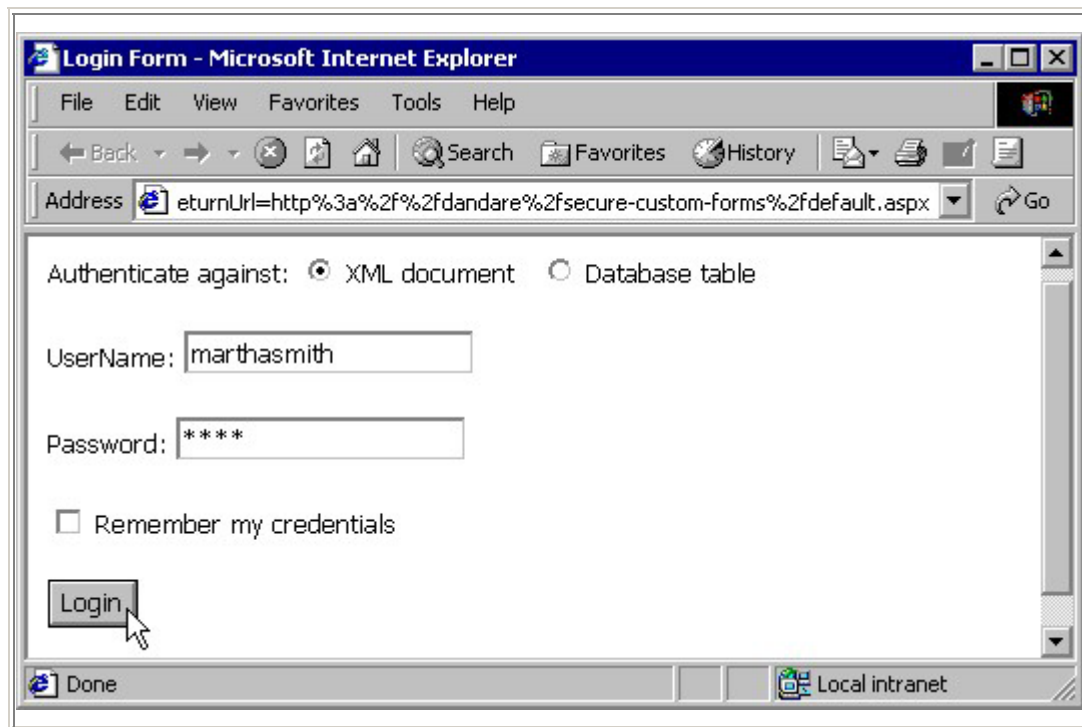 Login Form - Microsoft Internet Explorer
File Edit View Favorites Tools Help
Back Search Favorites History
Address eturnUrl=http%3a%2f%2fdandare%2fsecure-custom-forms%2fdefault.aspx Go
Authenticate against: XML document Database table
UserName: marthasmith
Password: ****
Remember my credentials
Login
Done Local intranet